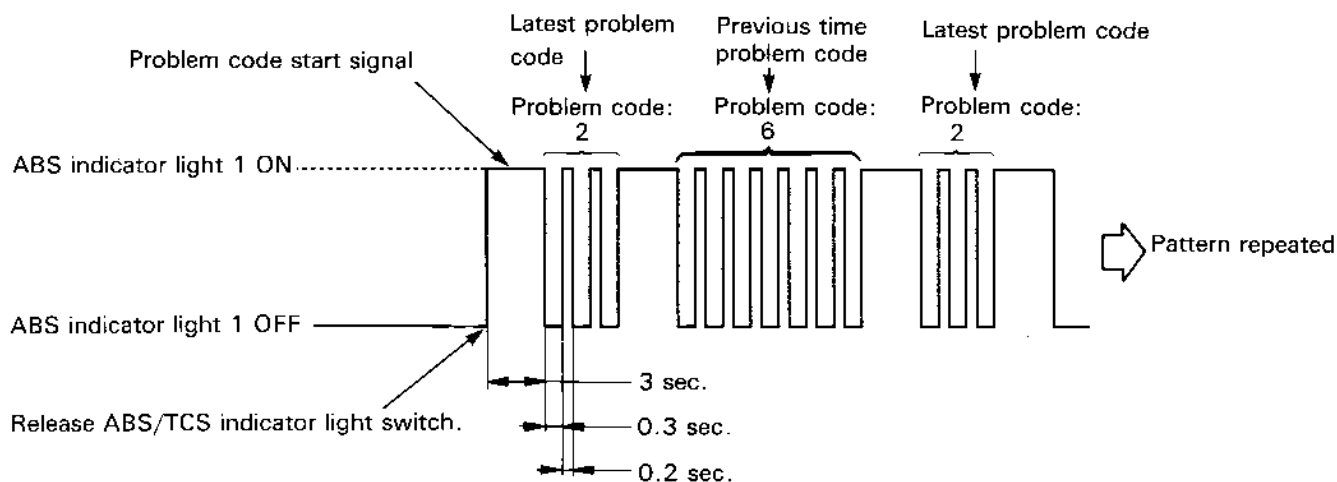 Problem code start signal
Latest problem
code
Problem code:
2
Previous time
problem code
Problem code:
6
Latest problem code
Problem code:
2
ABS indicator light 1 ON
ABS indicator light 1 OFF
Pattern repeated
Release ABS/TCS indicator light switch.
3 sec.
0.3 sec.
0.2 sec.